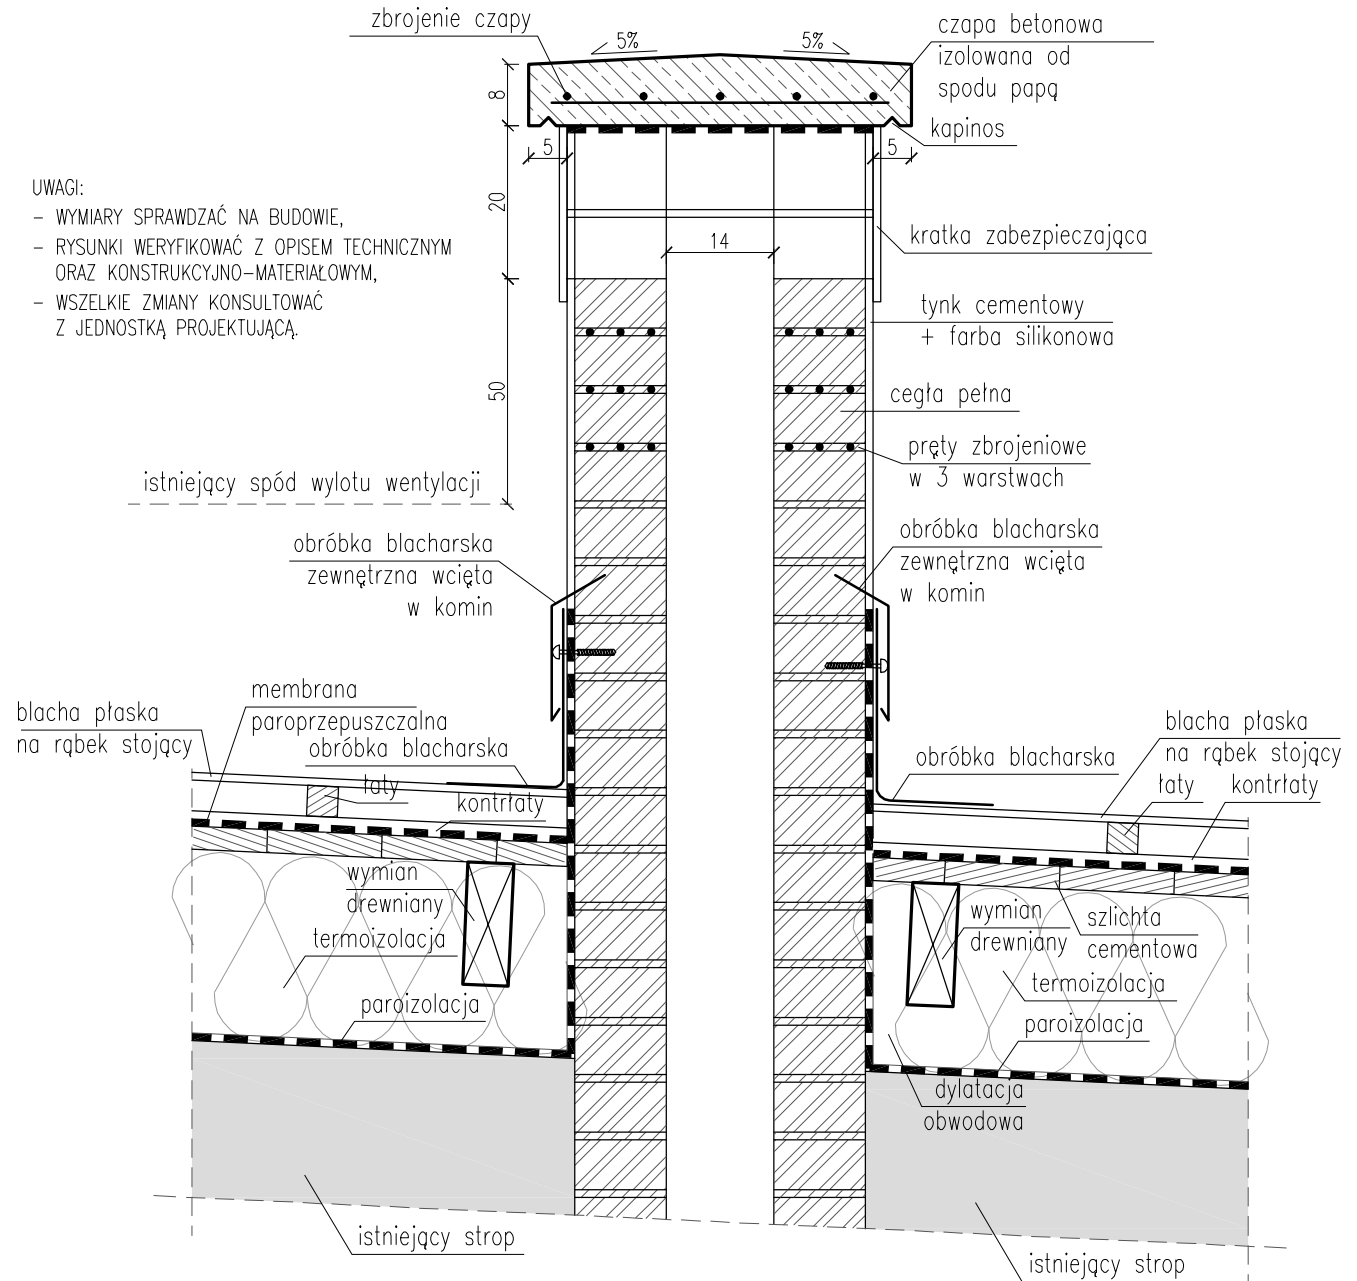 zbrojenie czapy
5%
5%
czapa betonowa
izolowana od
spodu papą
8
kapinos
5
5
UWAGI:
- WYMIARY SPRAWDZAĆ NA BUDOWIE,
- RYSUNKI WERYFIKOWAĆ Z OPISEM TECHNICZNYM
ORAZ KONSTRUKCYJNO-MATERIAŁOWYM,
- WSZELKIE ZMIANY KONSULTOWAĆ
Z JEDNOSTKĄ PROJEKTUJĄCĄ.
20
14
kratka zabezpieczająca
tynk cementowy
+ farba silikonowa
50
cegła pełna
pręty zbrojeniowe
w 3 warstwach
istniejący spód wylotu wentylacji
obróbka blacharska
zewnętrzna wcięta
w komin
obróbka blacharska
zewnętrzna wcięta
w komin
membrana
paroprzepuszczalna
blacha płaska
na rąbek stojący
obróbka blacharska
łaty
kontrłaty
blacha płaska
na rąbek stojący
obróbka blacharska
łaty
kontrłaty
wymian
drewniany
termoizolacja
paroizolacja
wymian
drewniany
szlichta
cementowa
termoizolacja
paroizolacja
dylatacja
obwodowa
istniejący strop
istniejący strop